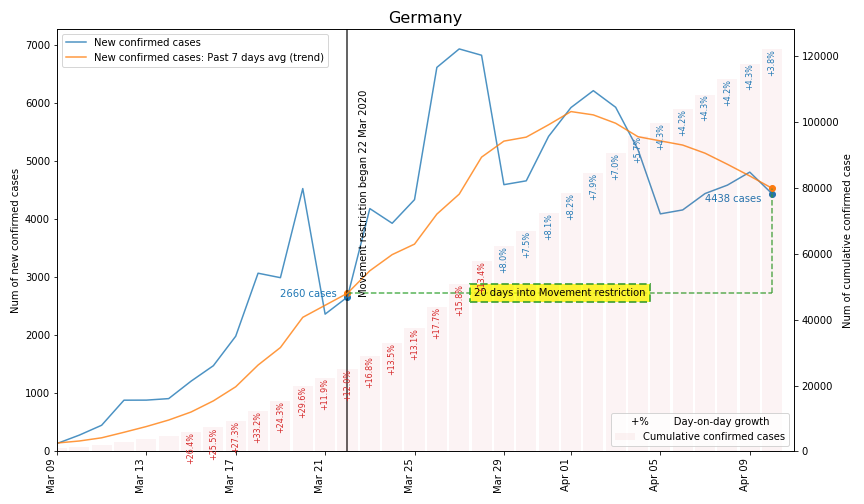 Germany
New confirmed cases
New confirmed cases: Past 7 days avg (trend)
Num of new confirmed cases
7000
6000
5000
4000
3000
2000
1000
0
Num of cumulative confirmed case
120000
100000
80000
60000
40000
20000
0
Movement restriction began 22 Mar 2020
2660 cases
4438 cases
20 days into Movement restriction
+26.4%
+25.5%
+27.3%
+33.2%
+24.3%
+29.6%
+11.9%
+12.0%
+16.8%
+13.5%
+13.1%
+17.7%
+15.8%
+13.4%
+8.0%
+7.5%
+8.1%
+8.2%
+7.9%
+7.0%
+5.7%
+4.3%
+4.2%
+4.3%
+4.2%
+4.3%
+3.8%
+% Day-on-day growth
Cumulative confirmed cases
Mar 09
Mar 13
Mar 17
Mar 21
Mar 25
Mar 29
Apr 01
Apr 05
Apr 09